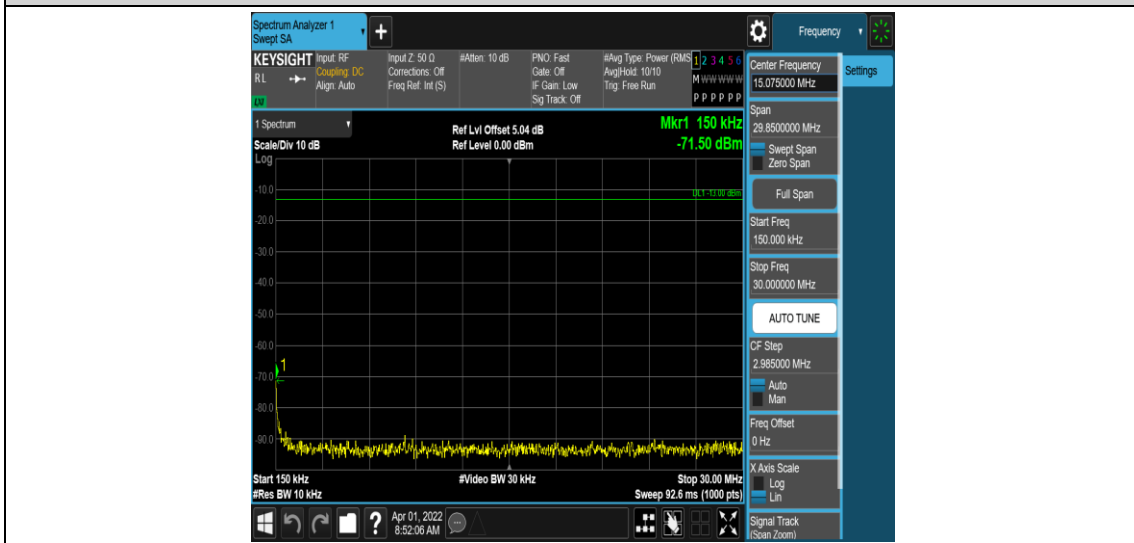 Spectrum Analyzer 1
Swept SA
+
Frequency
KEYSIGHT
RL
LXI
Input: RF
Coupling: DC
Align: Auto
Input Z: 50 Ω
Corrections: Off
Freq Ref: Int (S)
#Atten: 10 dB
PNO: Fast
Gate: Off
IF Gain: Low
Sig Track: Off
#Avg Type: Power (RMS
Avg|Hold: 10/10
Trig: Free Run
1 2 3 4 5 6
M W W W W W
P P P P P P
Center Frequency
15.075000 MHz
Settings
Span
29.8500000 MHz
Swept Span
Zero Span
Full Span
Start Freq
150.000 kHz
Stop Freq
30.000000 MHz
AUTO TUNE
CF Step
2.985000 MHz
Auto
Man
Freq Offset
0 Hz
X Axis Scale
Log
Lin
Signal Track
(Span Zoom)
1 Spectrum
Scale/Div 10 dB
Log
Ref Lvl Offset 5.04 dB
Ref Level 0.00 dBm
Mkr1 150 kHz
-71.50 dBm
DL1 -13.00 dBm
-10.0
-20.0
-30.0
-40.0
-50.0
-60.0
1
-70.0
-80.0
-90.0
Start 150 kHz
#Video BW 30 kHz
Stop 30.00 MHz
#Res BW 10 kHz
Sweep 92.6 ms (1000 pts)
?
Apr 01, 2022
8:52:06 AM